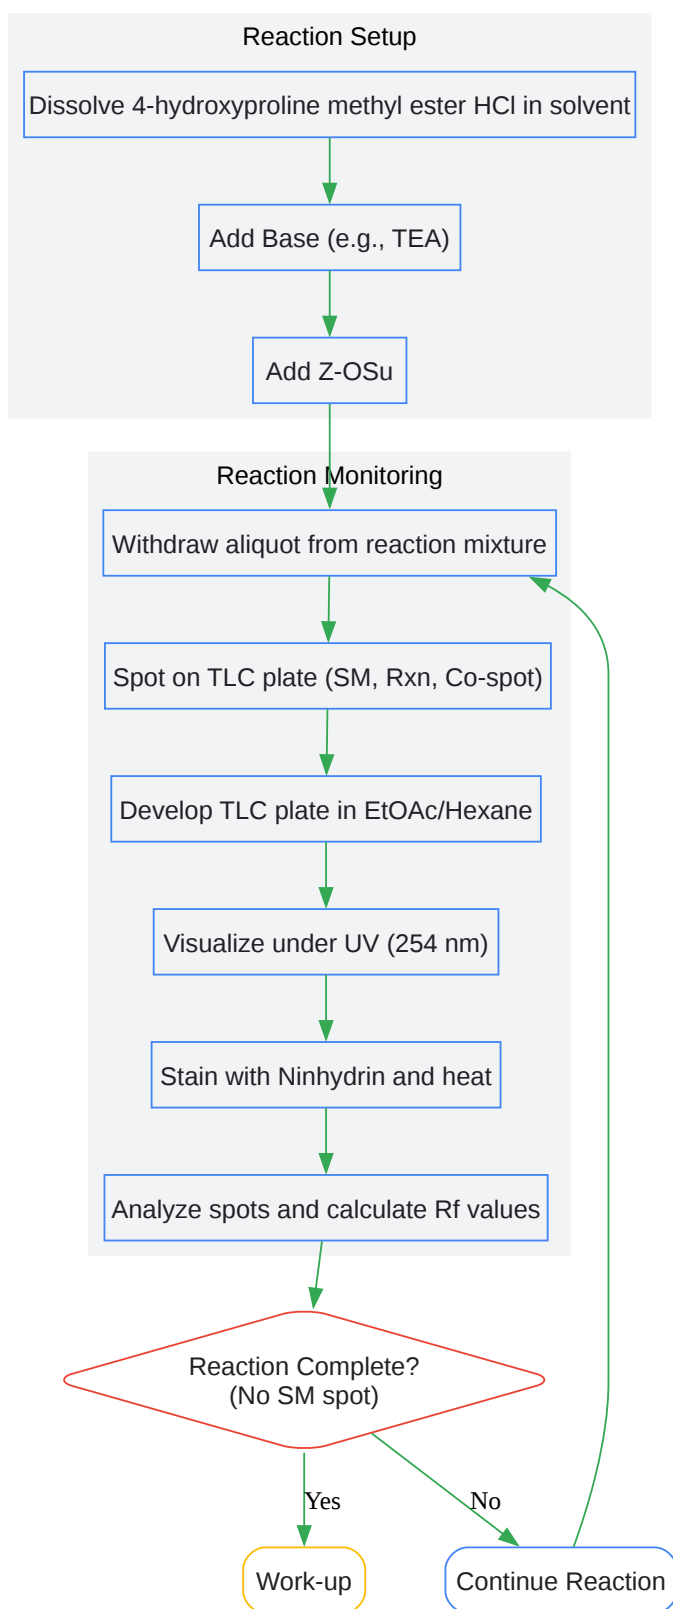 Reaction Setup
Dissolve 4-hydroxyproline methyl ester HCl in solvent
Add Base (e.g., TEA)
Add Z-OSu
Reaction Monitoring
Withdraw aliquot from reaction mixture
Spot on TLC plate (SM, Rxn, Co-spot)
Develop TLC plate in EtOAc/Hexane
Visualize under UV (254 nm)
Stain with Ninhydrin and heat
Analyze spots and calculate Rf values
Reaction Complete?
(No SM spot)
Yes
No
Work-up
Continue Reaction